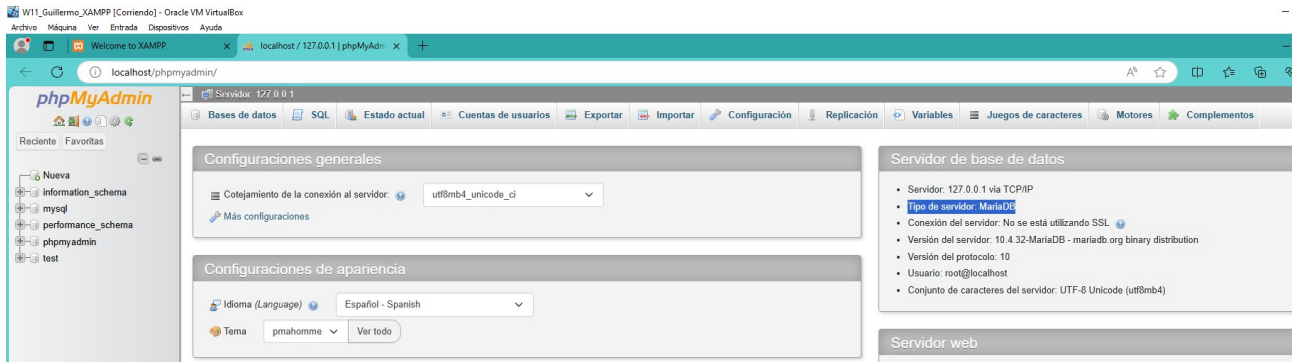 W11_Guillermo_XAMPP [Corriendo] - Oracle VM VirtualBox
Archivo Máquina Ver Entrada Dispositivos Ayuda
Welcome to XAMPP
localhost / 127.0.0.1 | phpMyAdm
localhost/phpmyadmin/
phpMyAdmin
Reciente Favoritas
Nueva
information_schema
mysql
performance_schema
phpmyadmin
test
Servidor: 127.0.0.1
Bases de datos SQL Estado actual Cuentas de usuarios Exportar Importar Configuración Replicación Variables Juegos de caracteres Motores Complementos
Configuraciones generales
Cotejamiento de la conexión al servidor: utf8mb4_unicode_ci
Más configuraciones
Configuraciones de apariencia
Idioma (Language) Español - Spanish
Tema pmahomme Ver todo
Servidor de base de datos
• Servidor: 127.0.0.1 via TCP/IP
• Tipo de servidor: MariaDB
• Conexión del servidor: No se está utilizando SSL
• Versión del servidor: 10.4.32-MariaDB - mariadb.org binary distribution
• Versión del protocolo: 10
• Usuario: root@localhost
• Conjunto de caracteres del servidor: UTF-8 Unicode (utf8mb4)
Servidor web